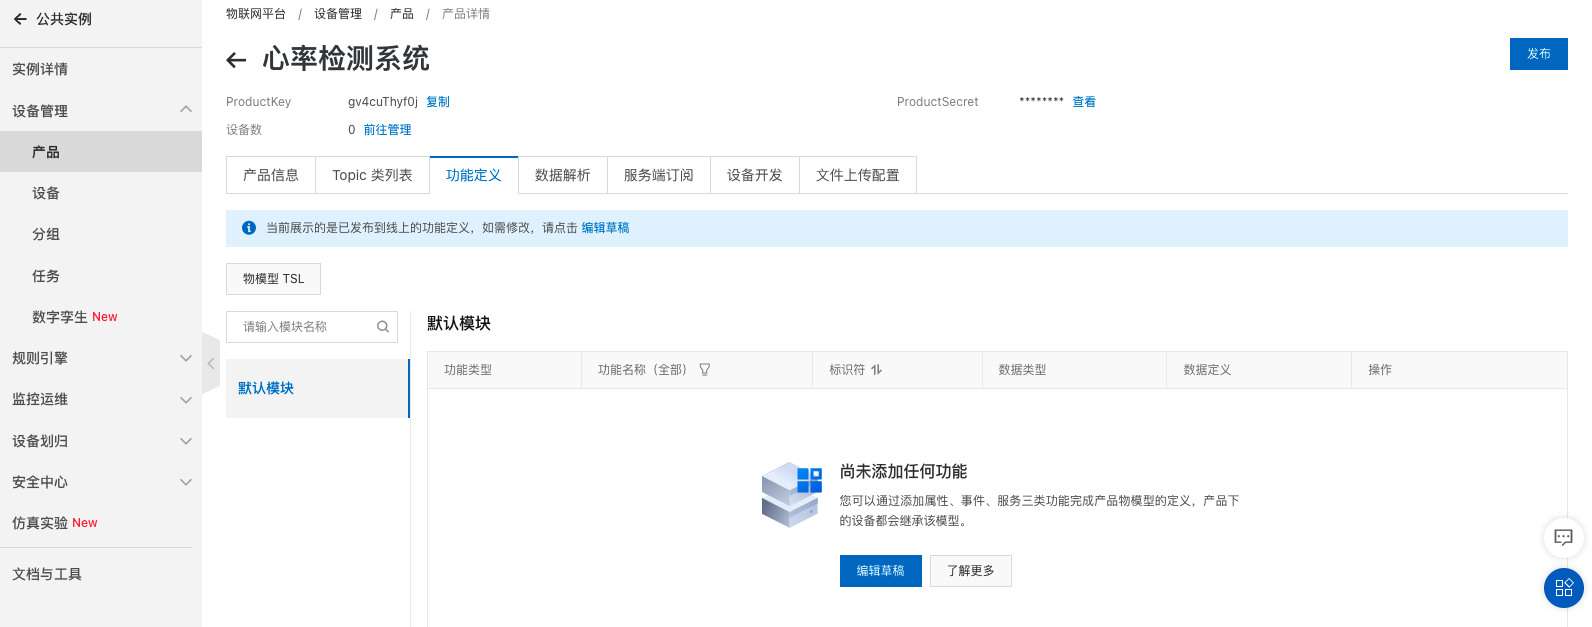 公共实例
实例详情
设备管理
产品
设备
分组
任务
数字孪生 New
规则引擎
监控运维
设备划归
安全中心
仿真实验 New
文档与工具
物联网平台 / 设备管理 / 产品 / 产品详情
心率检测系统
发布
ProductKey gv4cuThyf0j 复制
ProductSecret ******** 查看
设备数 0 前往管理
产品信息 Topic 类列表 功能定义 数据解析 服务端订阅 设备开发 文件上传配置
当前展示的是已发布到线上的功能定义，如需修改，请点击 编辑草稿
物模型 TSL
请输入模块名称
默认模块
默认模块
功能类型 功能名称（全部） 标识符 数据类型 数据定义 操作
尚未添加任何功能
您可以通过添加属性、事件、服务三类功能完成产品物模型的定义，产品下
的设备都会继承该模型。
编辑草稿 了解更多